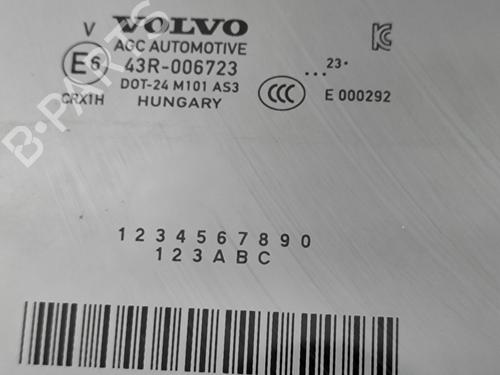 V VOLVO
AGC AUTOMOTIVE
E6 43R-006723
...23·
DOT-24 M101 AS3
CRX1H HUNGARY
CCC E 000292
1 2 3 4 5 6 7 8 9 0
1 2 3 A B C
B-PARTS